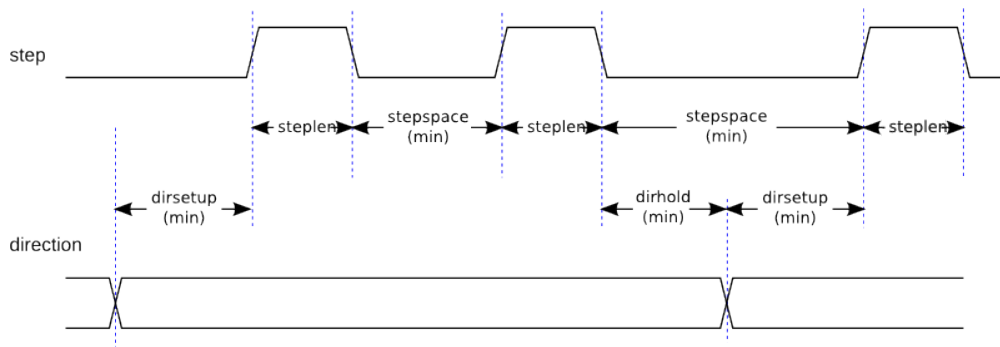 step
steplen
stepspace
(min)
steplen
stepspace
(min)
steplen
dirsetup
(min)
dirhold
(min)
dirsetup
(min)
direction